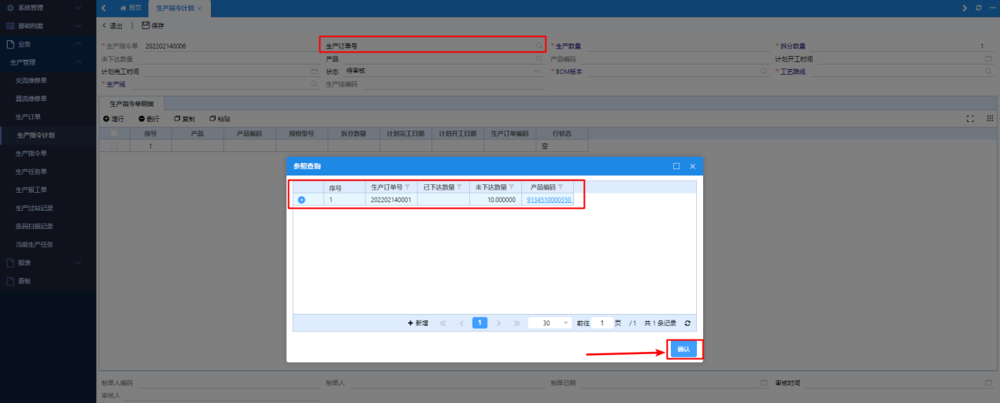 系统管理
首页
生产指令计划
基础档案
退出
保存
业务
生产管理
交流维修单
直流维修单
生产订单
生产指令计划
生产指令单
生产任务单
生产报工单
生产过站记录
条码扫描记录
当前生产任务
报表
看板
*生产指令单 202202140006
生产订单号
*生产数量
*拆分数量 1
未下达数量
产品
产品编码
计划开工时间
计划完工时间
状态 待审核
*BOM版本
*工艺路线
*生产线
生产线编码
生产指令单明细
增行 删行 复制 粘贴
序号 产品 产品编码 规格型号 拆分数量 计划完工日期 计划开工日期 生产订单编码 行状态
1 空
参照查询
序号 生产订单号 已下达数量 未下达数量 产品编码
1 202202140001 10.000000 9134510000350
新增 1 30 前往 1 页 /1 共1条记录
确认
制单人编码
制单人
制单日期
审核时间
审核人